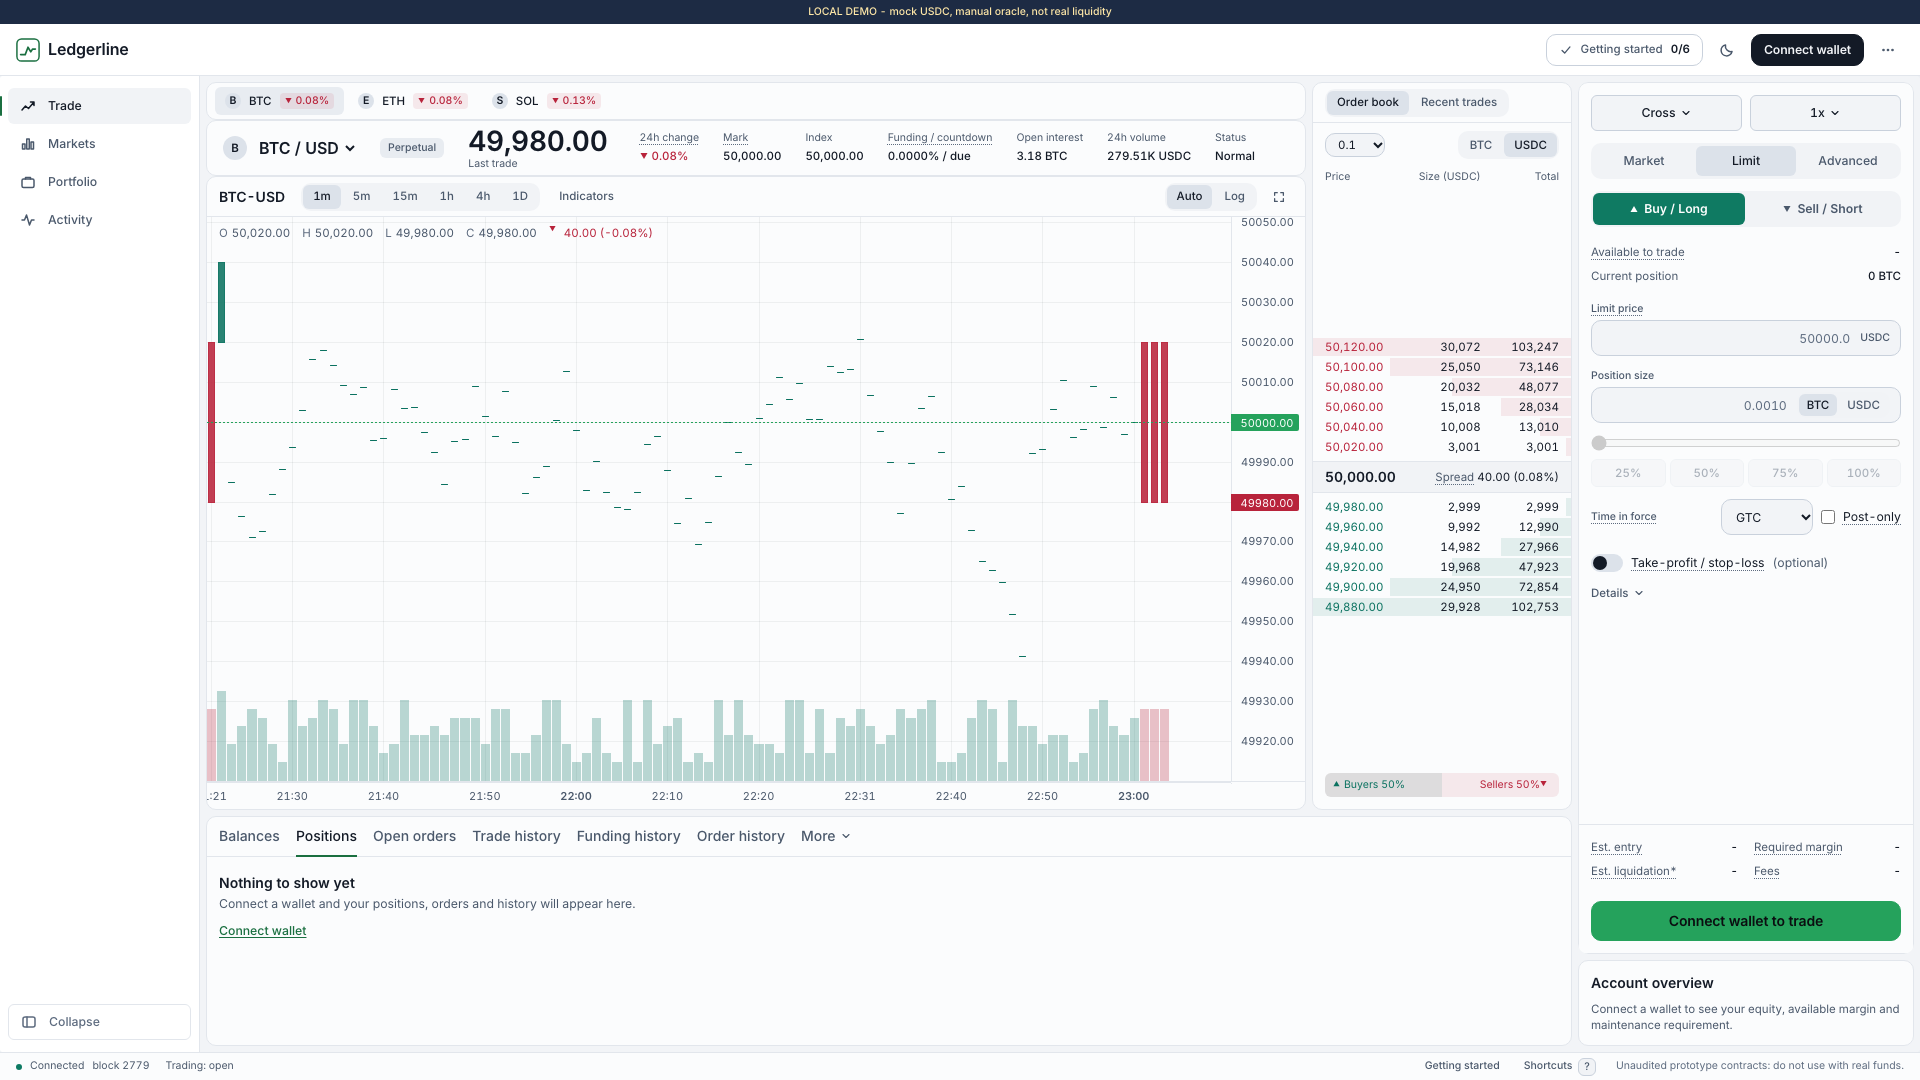 LOCAL DEMO - mock USDC, manual oracle, not real liquidity
Ledgerline
Getting started 0/6
Connect wallet
Trade
Markets
Portfolio
Activity
Collapse
B BTC ▼ 0.08% E ETH ▼ 0.08% S SOL ▼ 0.13%
B BTC / USD Perpetual
49,980.00
Last trade
24h change
▼ 0.08%
Mark
50,000.00
Index
50,000.00
Funding / countdown
0.0000% / due
Open interest
3.18 BTC
24h volume
279.51K USDC
Status
Normal
BTC-USD 1m 5m 15m 1h 4h 1D Indicators Auto Log
O 50,020.00 H 50,020.00 L 49,980.00 C 49,980.00 ▼ 40.00 (-0.08%)
50050.00
50040.00
50030.00
50020.00
50010.00
50000.00
49990.00
49980.00
49970.00
49960.00
49950.00
49940.00
49930.00
49920.00
:21 21:30 21:40 21:50 22:00 22:10 22:20 22:31 22:40 22:50 23:00
Order book Recent trades
0.1 BTC USDC
Price Size (USDC) Total
50,120.00 30,072 103,247
50,100.00 25,050 73,146
50,080.00 20,032 48,077
50,060.00 15,018 28,034
50,040.00 10,008 13,010
50,020.00 3,001 3,001
50,000.00 Spread 40.00 (0.08%)
49,980.00 2,999 2,999
49,960.00 9,992 12,990
49,940.00 14,982 27,966
49,920.00 19,968 47,923
49,900.00 24,950 72,854
49,880.00 29,928 102,753
▲ Buyers 50% Sellers 50% ▼
Cross 1x
Market Limit Advanced
▲ Buy / Long ▼ Sell / Short
Available to trade -
Current position 0 BTC
Limit price
50000.0 USDC
Position size
0.0010 BTC USDC
25% 50% 75% 100%
Time in force GTC Post-only
Take-profit / stop-loss (optional)
Details
Est. entry - Required margin -
Est. liquidation* - Fees -
Connect wallet to trade
Account overview
Connect a wallet to see your equity, available margin and
maintenance requirement.
Balances Positions Open orders Trade history Funding history Order history More
Nothing to show yet
Connect a wallet and your positions, orders and history will appear here.
Connect wallet
Connected block 2779 Trading: open
Getting started Shortcuts ? Unaudited prototype contracts: do not use with real funds.